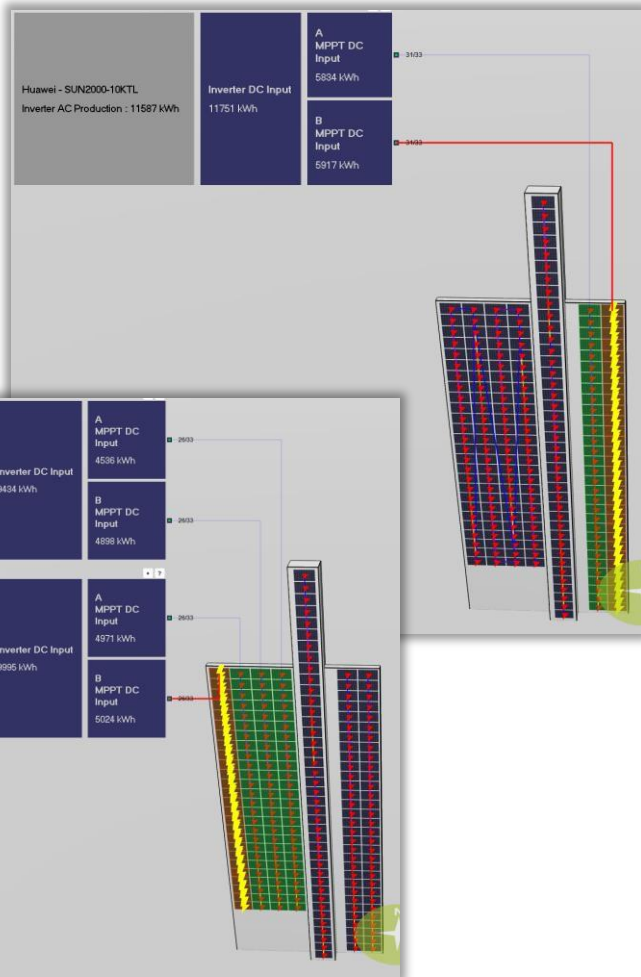 Huawei - SUN2000-10KTL
Inverter AC Production : 11587 kWh
Inverter DC Input
11751 kWh
A
MPPT DC
Input
5834 kWh
B
MPPT DC
Input
5917 kWh
31/33
31/33
nverter DC Input
9434 kWh
A
MPPT DC
Input
4536 kWh
B
MPPT DC
Input
4898 kWh
26/33
26/33
nverter DC Input
9995 kWh
A
MPPT DC
Input
4971 kWh
B
MPPT DC
Input
5024 kWh
26/33
26/33
?
N